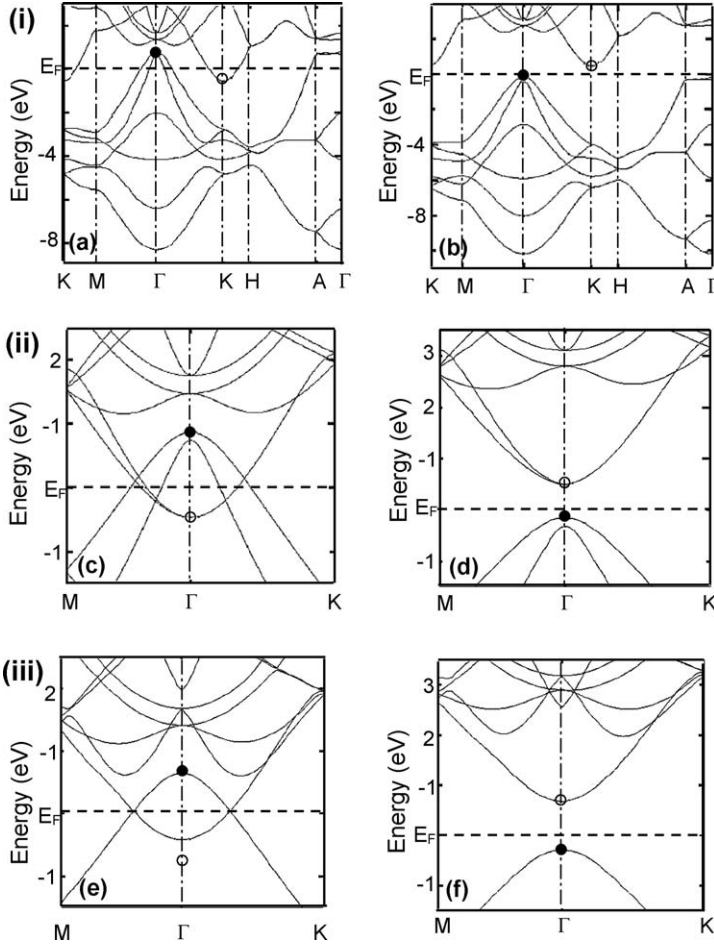 (i)
Energy (eV)
E_F
-4
-8
(a)
K M Γ K H A Γ
Energy (eV)
E_F
-4
-8
(b)
K M Γ K H A
(ii)
Energy (eV)
2
-1
E_F
-1
(c)
M Γ K
Energy (eV)
3
2
-1
E_F
-1
(d)
M Γ K
(iii)
Energy (eV)
2
-1
E_F
-1
(e)
M Γ K
Energy (eV)
3
2
-1
E_F
-1
(f)
M Γ K